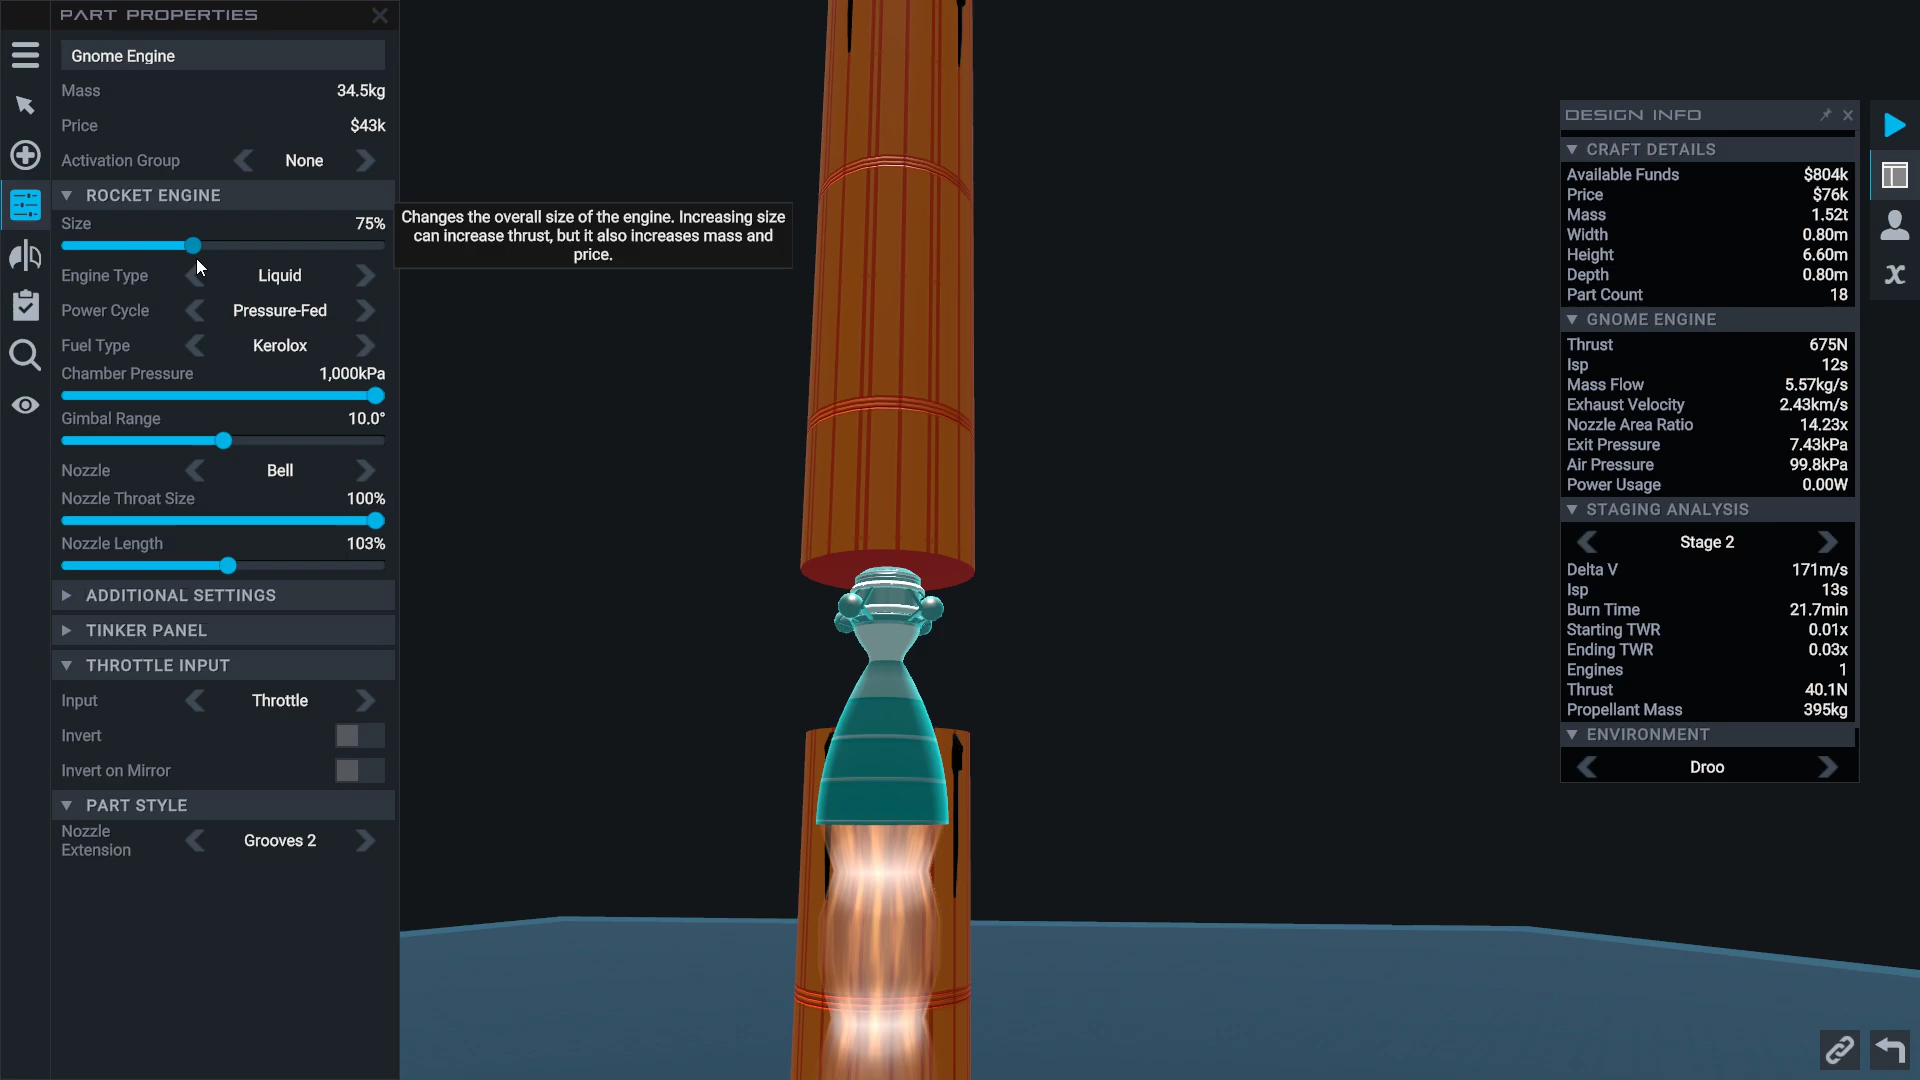 PART PROPERTIES
Gnome Engine
Mass 34.5kg
Price $43k
Activation Group None
ROCKET ENGINE
Size 75%
Engine Type Liquid
Power Cycle Pressure-Fed
Fuel Type Kerolox
Chamber Pressure 1,000kPa
Gimbal Range 10.0°
Nozzle Bell
Nozzle Throat Size 100%
Nozzle Length 103%
ADDITIONAL SETTINGS
TINKER PANEL
THROTTLE INPUT
Input Throttle
Invert
Invert on Mirror
PART STYLE
Nozzle
Extension Grooves 2
Changes the overall size of the engine. Increasing size
can increase thrust, but it also increases mass and
price.
DESIGN INFO
CRAFT DETAILS
Available Funds $804k
Price $76k
Mass 1.52t
Width 0.80m
Height 6.60m
Depth 0.80m
Part Count 18
GNOME ENGINE
Thrust 675N
Isp 12s
Mass Flow 5.57kg/s
Exhaust Velocity 2.43km/s
Nozzle Area Ratio 14.23x
Exit Pressure 7.43kPa
Air Pressure 99.8kPa
Power Usage 0.00W
STAGING ANALYSIS
Stage 2
Delta V 171m/s
Isp 13s
Burn Time 21.7min
Starting TWR 0.01x
Ending TWR 0.03x
Engines 1
Thrust 40.1N
Propellant Mass 395kg
ENVIRONMENT
Droo
x